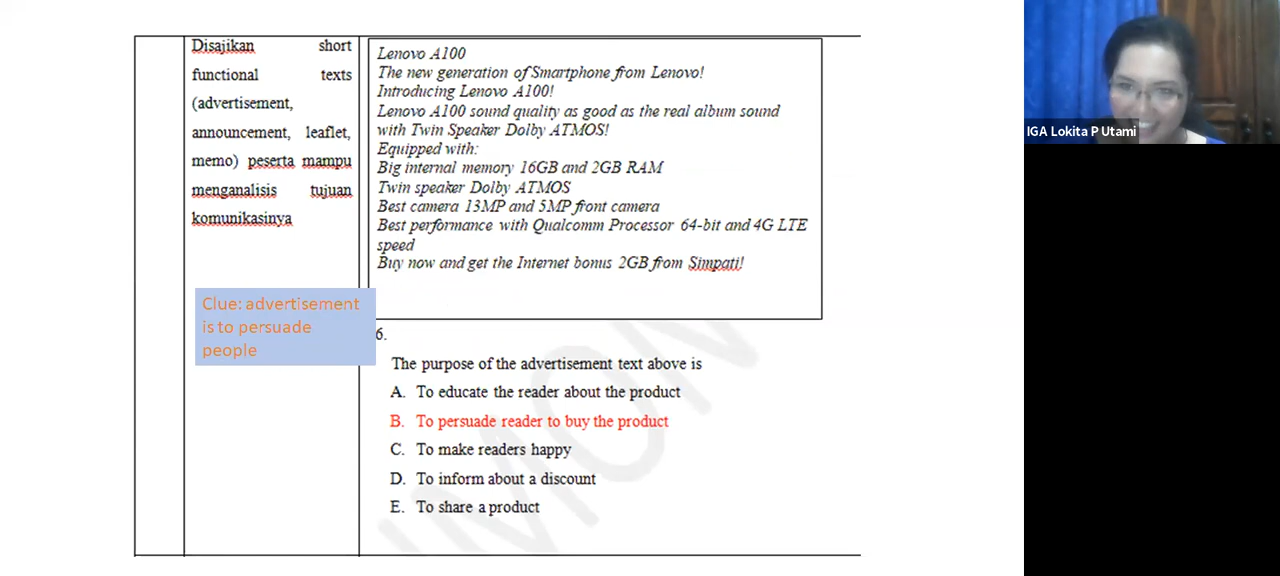 Disajikan short
functional texts
(advertisement,
announcement, leaflet,
memo) peserta mampu
menganalisis tujuan
komunikasinya
Clue: advertisement
is to persuade
people
Lenovo A100
The new generation of Smartphone from Lenovo!
Introducing Lenovo A100!
Lenovo A100 sound quality as good as the real album sound
with Twin Speaker Dolby ATMOS!
Equipped with:
Big internal memory 16GB and 2GB RAM
Twin speaker Dolby ATMOS
Best camera 13MP and 5MP front camera
Best performance with Qualcomm Processor 64-bit and 4G LTE
speed
Buy now and get the Internet bonus 2GB from Simpati!
6.
The purpose of the advertisement text above is
A. To educate the reader about the product
B. To persuade reader to buy the product
C. To make readers happy
D. To inform about a discount
E. To share a product
IGA Lokita P Utami